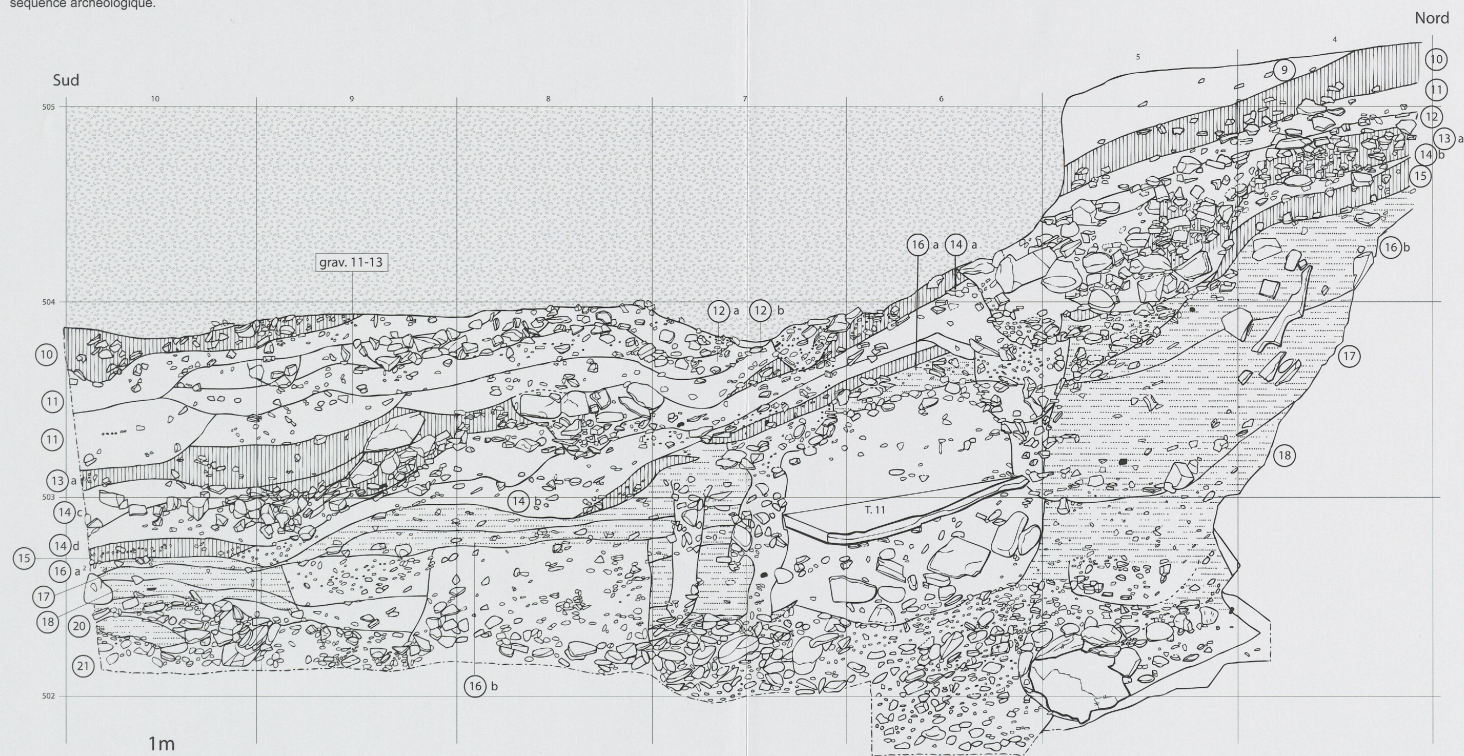 séquence archéologique.
Nord
Sud
4
5
10
9
8
7
6
505
504
503
502
9
10
11
12
13 a
14 b
15
16 b
17
18
16 a
14 a
grav. 11-13
12 a
12 b
10
11
11
13 a
14 c
14 b
T. 11
14 d
15
16 a
17
18
20
21
16 b
1m